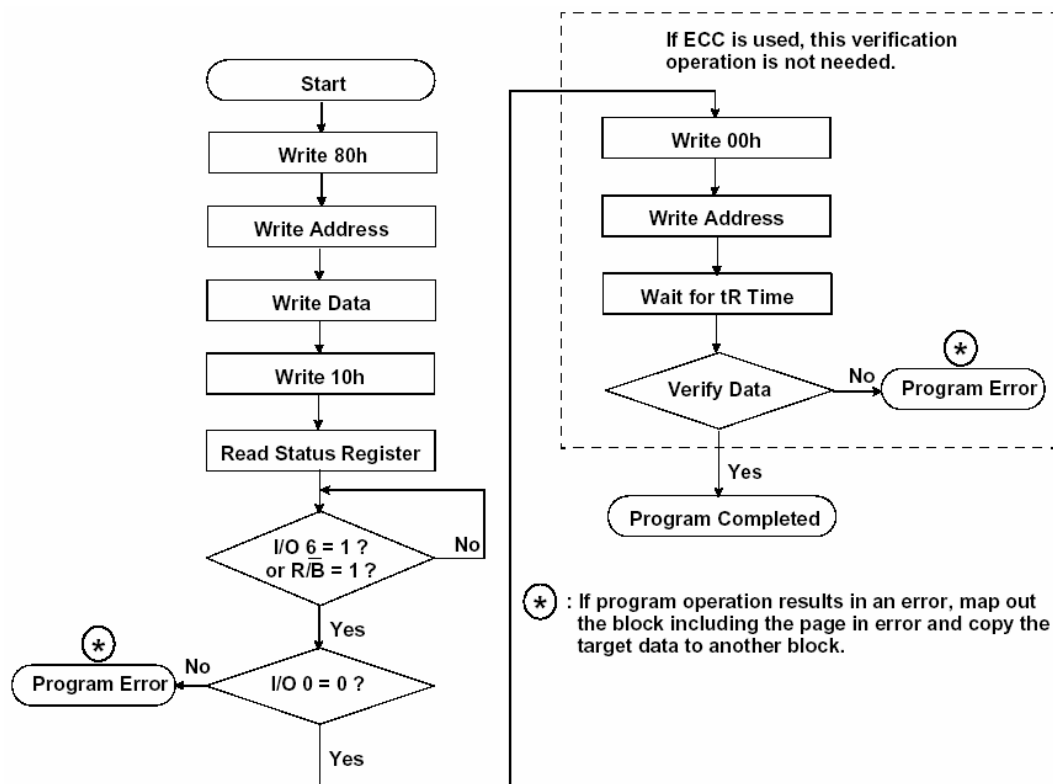 Start
Write 80h
Write Address
Write Data
Write 10h
Read Status Register
I/O 6 = 1 ?
or R/B̅ = 1 ?
No
Yes
*
No
Program Error
I/O 0 = 0 ?
Yes
If ECC is used, this verification
operation is not needed.
Write 00h
Write Address
Wait for tR Time
*
Verify Data
No
Program Error
Yes
Program Completed
* : If program operation results in an error, map out
the block including the page in error and copy the
target data to another block.